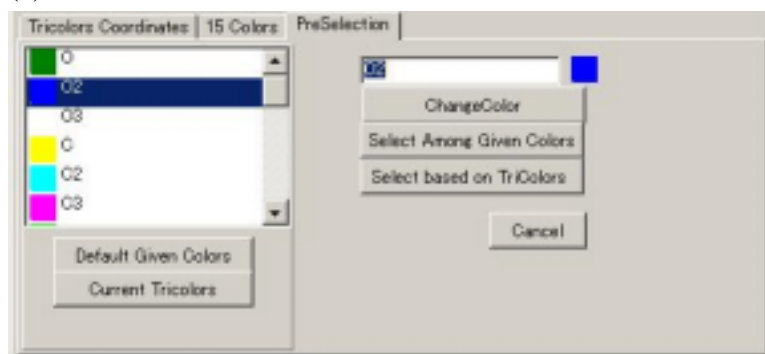 Tricolors Coordinates 15 Colors PreSelection
O
O2
O3
C
C2
C3
Default Given Colors
Current Tricolors
O2
ChangeColor
Select Among Given Colors
Select based on TriColors
Cancel